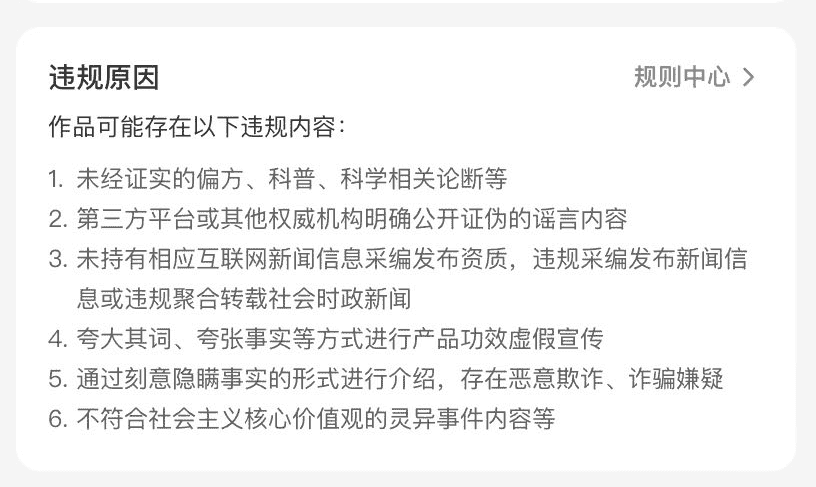 违规原因
规则中心 >
作品可能存在以下违规内容：
1. 未经证实的偏方、科普、科学相关论断等
2. 第三方平台或其他权威机构明确公开证伪的谣言内容
3. 未持有相应互联网新闻信息采编发布资质，违规采编发布新闻信
息或违规聚合转载社会时政新闻
4. 夸大其词、夸张事实等方式进行产品功效虚假宣传
5. 通过刻意隐瞒事实的形式进行介绍，存在恶意欺诈、诈骗嫌疑
6. 不符合社会主义核心价值观的灵异事件内容等